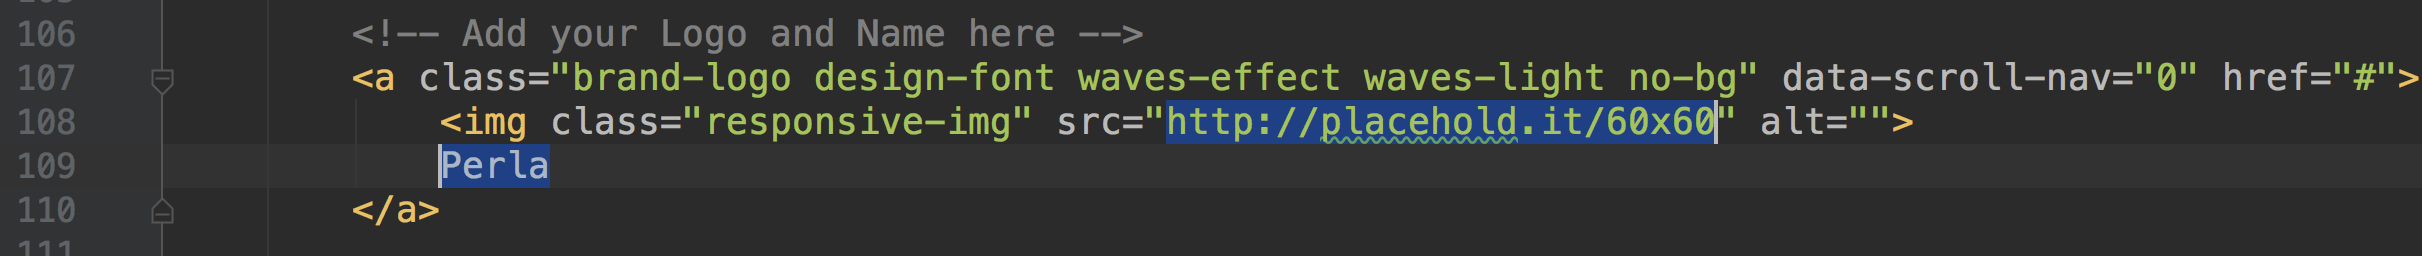 106 <!-- Add your Logo and Name here -->
107 <a class="brand-logo design-font waves-effect waves-light no-bg" data-scroll-nav="0" href="#">
108 <img class="responsive-img" src="http://placehold.it/60x60" alt="">
109 Perla
110 </a>
111